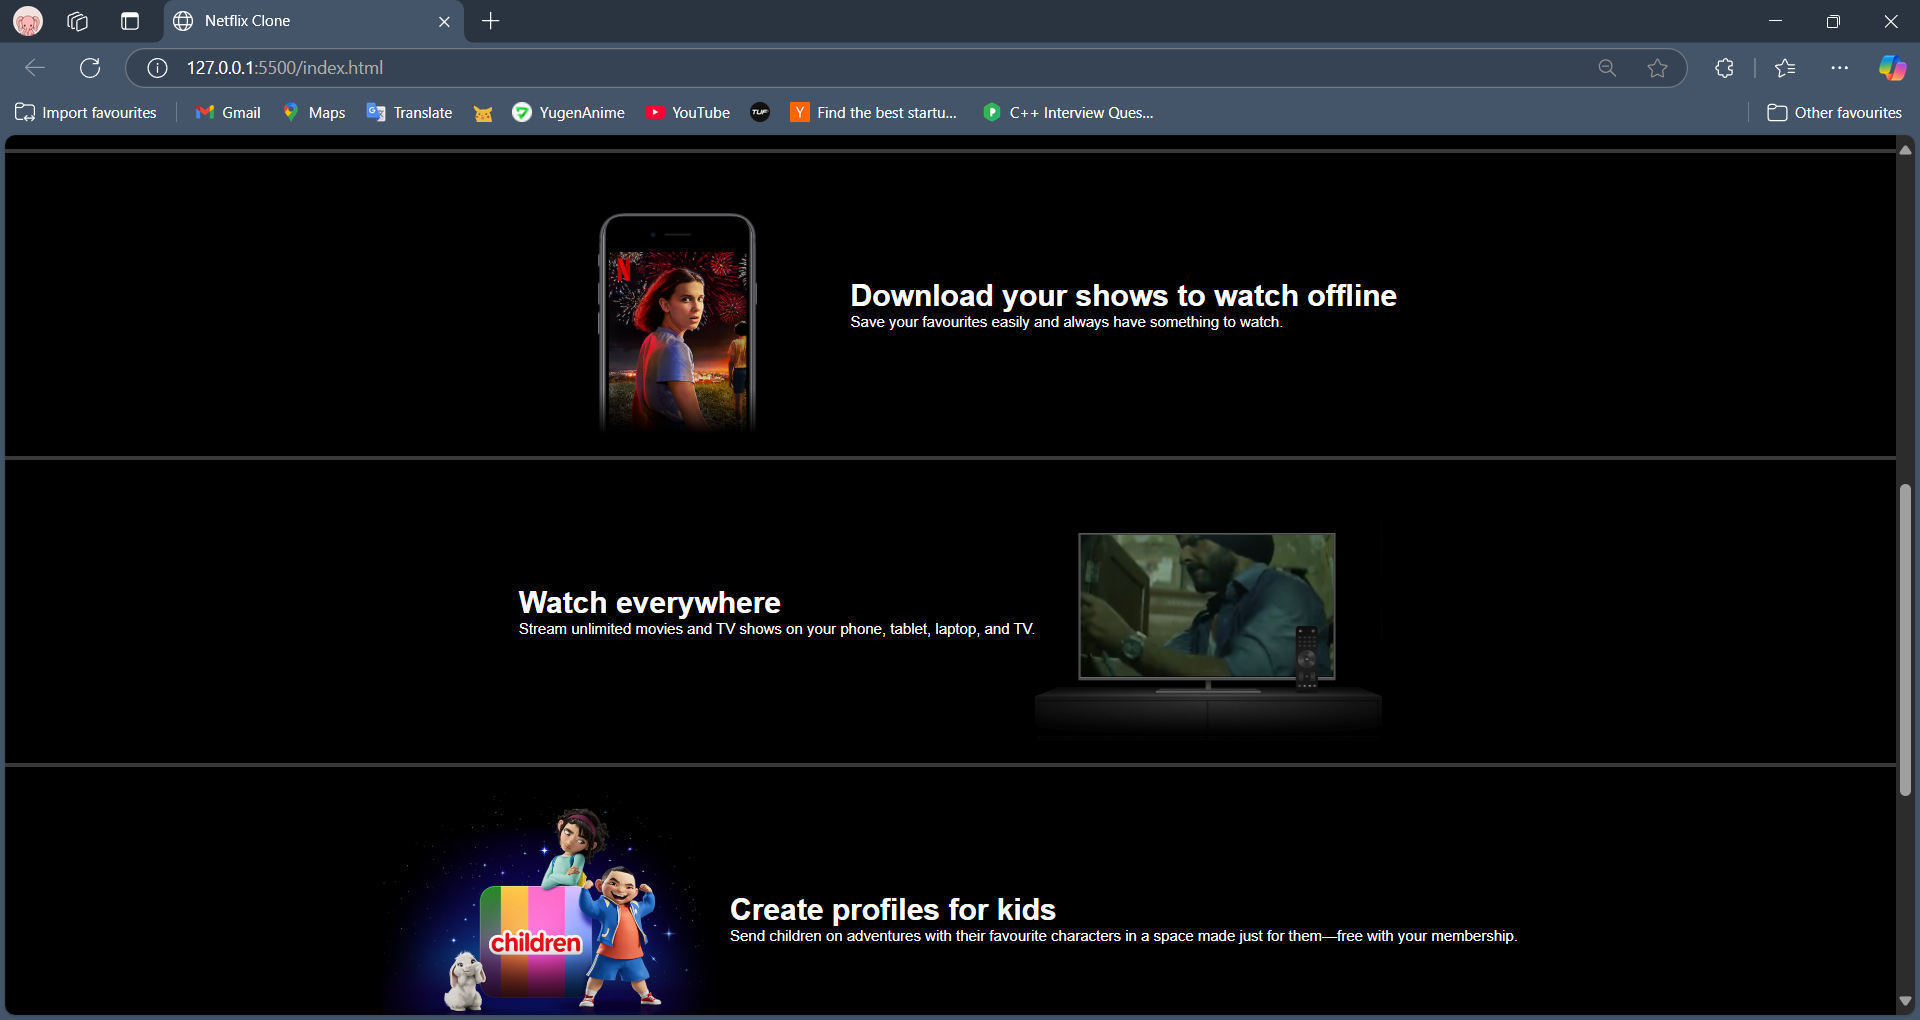 Netflix Clone
127.0.0.1:5500/index.html
Import favourites
Gmail
Maps
Translate
YugenAnime
YouTube
TUF
Y
Find the best startu...
C++ Interview Ques...
Other favourites
N
Download your shows to watch offline
Save your favourites easily and always have something to watch.
Watch everywhere
Stream unlimited movies and TV shows on your phone, tablet, laptop, and TV.
children
Create profiles for kids
Send children on adventures with their favourite characters in a space made just for them—free with your membership.